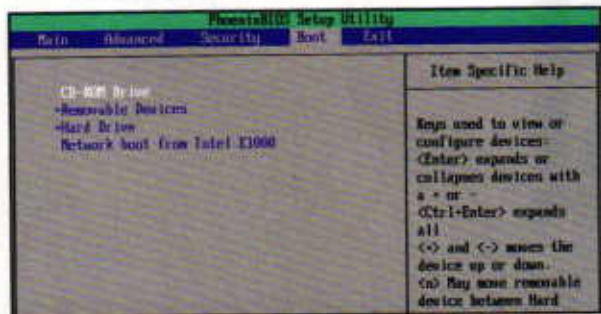 PhoenixBIOS Setup Utility
Main Advanced Security Boot Exit
CD-ROM Drive
+Removable Devices
+Hard Drive
Network boot from Intel E1000
Item Specific Help
Keys used to view or
configure devices:
<Enter> expands or
collapses devices with
a + or -
<Ctrl+Enter> expands
all
<+> and <-> moves the
device up or down.
<n> May move removable
device between Hard